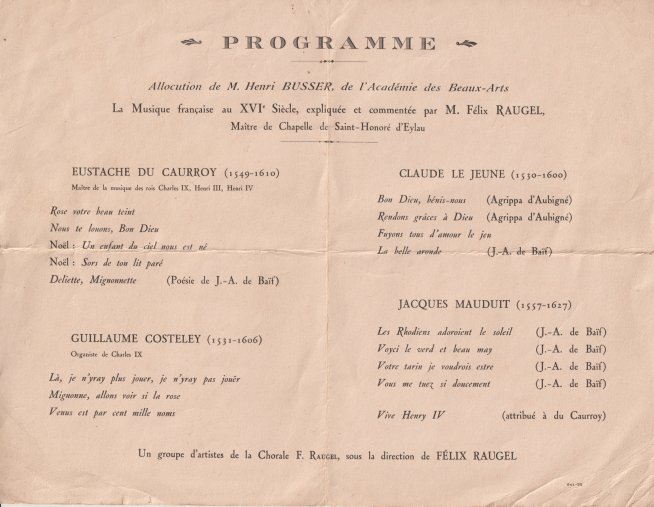 PROGRAMME
Allocution de M. Henri BUSSER, de l'Académie des Beaux-Arts
La Musique française au XVIᵉ Siècle, expliquée et commentée par M. Félix RAUGEL,
Maître de Chapelle de Saint-Honoré d'Eylau
EUSTACHE DU CAURROY (1549-1610)
Maître de la musique des rois Charles IX, Henri III, Henri IV
Rose votre beau teint
Nous te louons, Bon Dieu
Noël : Un enfant du ciel nous est né
Noël : Sors de tou lit paré
Deliette, Mignonnette (Poésie de J.-A. de Baïf)
GUILLAUME COSTELEY (1531-1606)
Organiste de Charles IX
Là, je n'yray plus jouer, je n'yray pas jouër
Mignonne, allons voir si la rose
Venus est par cent mille noms
CLAUDE LE JEUNE (1530-1600)
Bon Dieu, bénis-nous (Agrippa d'Aubigné)
Rendons grâces à Dieu (Agrippa d'Aubigné)
Fuyons tous d'amour le jeu
La belle aronde (J.-A. de Baïf)
JACQUES MAUDUIT (1557-1627)
Les Rhodiens adoroient le soleil (J.-A. de Baïf)
Voyci le verd et beau may (J.-A. de Baïf)
Votre tarin je voudrois estre (J.-A. de Baïf)
Vous me tuez si doucement (J.-A. de Baïf)
Vive Henry IV (attribué à du Caurroy)
Un groupe d'artistes de la Chorale F. RAUGEL, sous la direction de FÉLIX RAUGEL